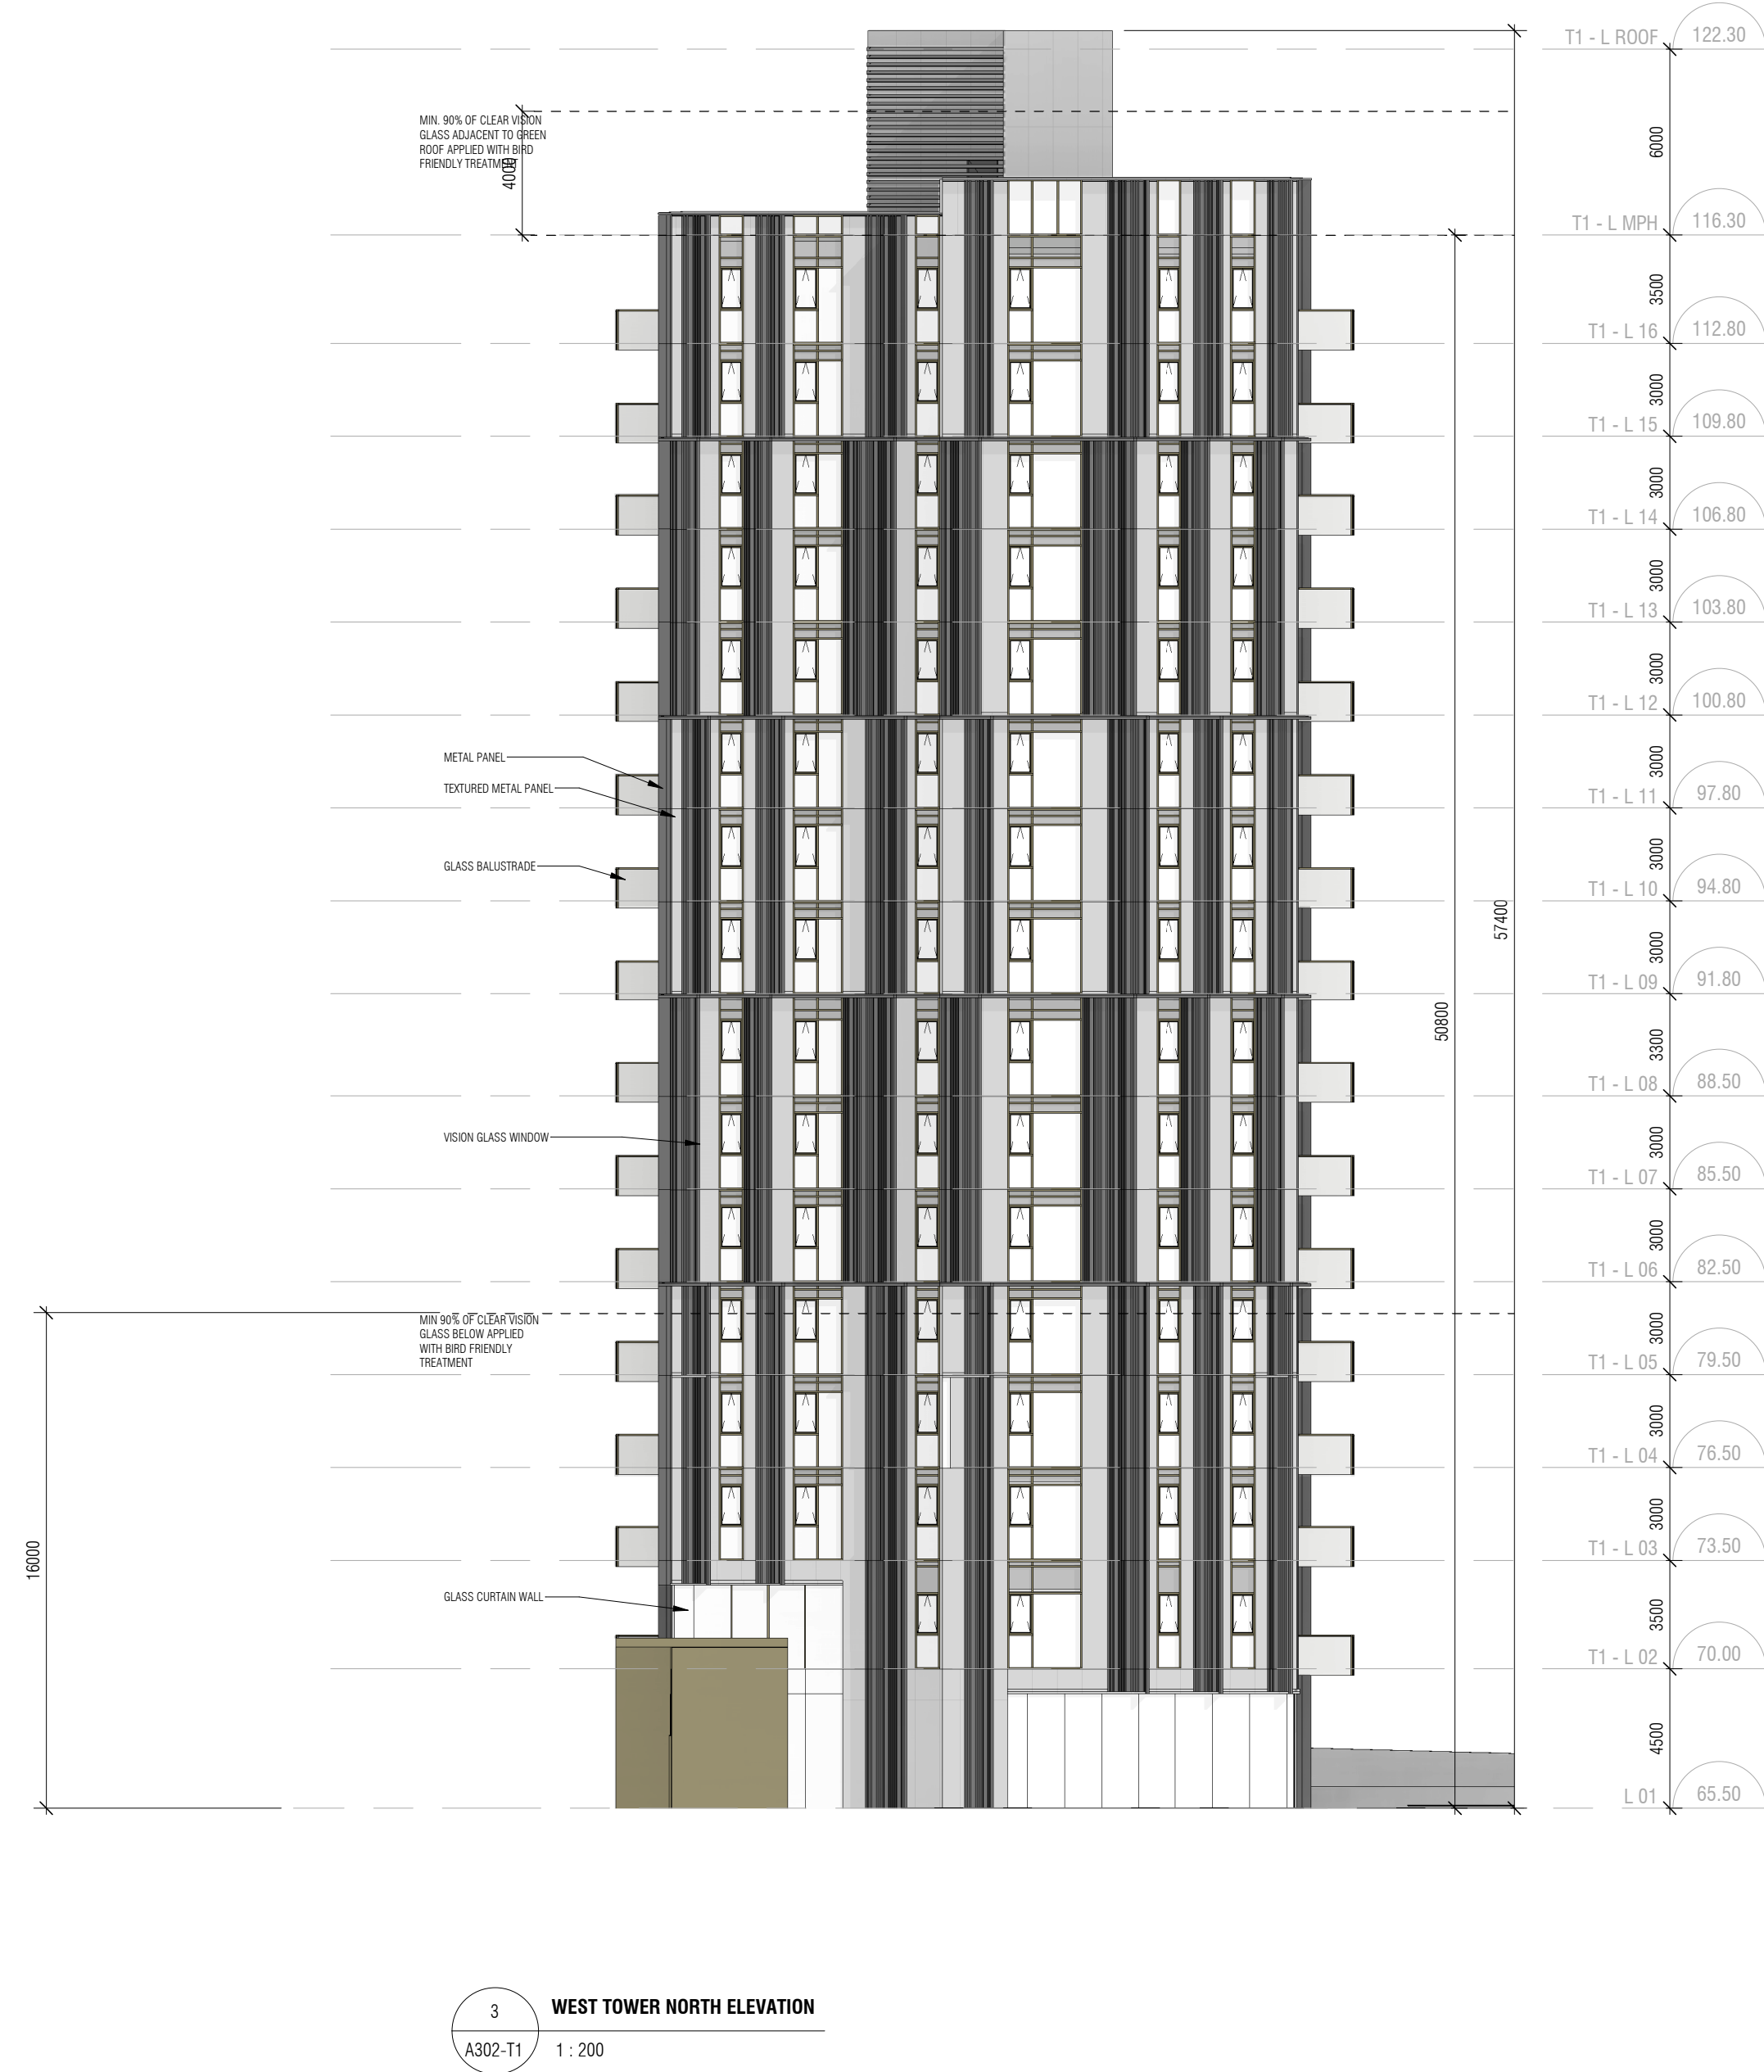 T1 - L ROOF 122.30
MIN. 90% OF CLEAR VISION
GLASS ADJACENT TO GREEN
ROOF APPLIED WITH BIRD
FRIENDLY TREATMENT
4000
6000
T1 - L MPH 116.30
3500
T1 - L 16 112.80
3000
T1 - L 15 109.80
3000
T1 - L 14 106.80
3000
T1 - L 13 103.80
3000
T1 - L 12 100.80
METAL PANEL
3000
TEXTURED METAL PANEL
T1 - L 11 97.80
GLASS BALUSTRADE
3000
T1 - L 10 94.80
57400
3000
T1 - L 09 91.80
50800
3300
T1 - L 08 88.50
VISION GLASS WINDOW
3000
T1 - L 07 85.50
3000
T1 - L 06 82.50
MIN 90% OF CLEAR VISION
GLASS BELOW APPLIED
WITH BIRD FRIENDLY
TREATMENT
3000
T1 - L 05 79.50
3000
T1 - L 04 76.50
3000
T1 - L 03 73.50
16000
GLASS CURTAIN WALL
3500
T1 - L 02 70.00
4500
L 01 65.50
3 WEST TOWER NORTH ELEVATION
A302-T1 1 : 200